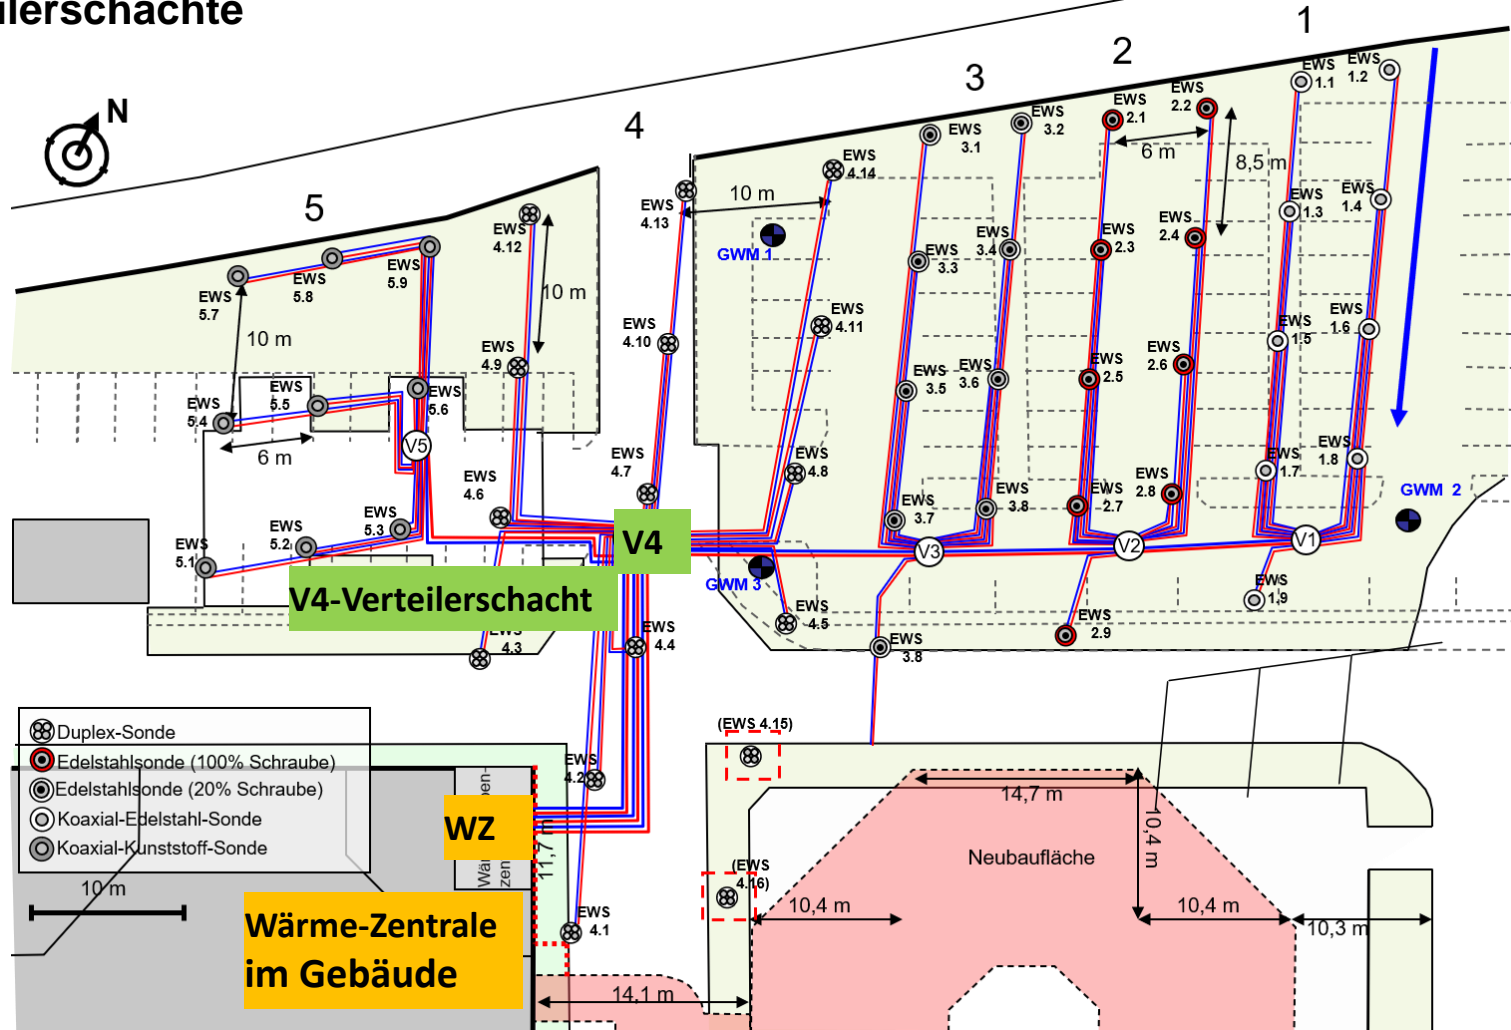 ilerschächte
N
1
2
3
4
5
EWS
1.1
EWS
1.2
EWS
1.3
EWS
1.4
EWS
1.5
EWS
1.6
EWS
1.7
EWS
1.8
EWS
1.9
EWS
2.1
EWS
2.2
6 m
8,5 m
EWS
2.3
EWS
2.4
EWS
2.5
EWS
2.6
EWS
2.7
EWS
2.8
EWS
2.9
EWS
3.1
EWS
3.2
EWS
3.3
EWS
3.4
EWS
3.5
EWS
3.6
EWS
3.7
EWS
3.8
EWS
3.8
EWS
4.14
EWS
4.13
10 m
GWM 1
EWS
4.12
10 m
EWS
4.11
EWS
4.10
EWS
4.9
EWS
4.8
EWS
4.7
EWS
4.6
EWS
4.5
EWS
4.4
EWS
4.3
EWS
4.2
EWS
4.1
EWS
5.9
EWS
5.8
EWS
5.7
10 m
EWS
5.6
EWS
5.5
EWS
5.4
6 m
EWS
5.3
EWS
5.2
EWS
5.1
V5
V4
V3
V2
V1
GWM 2
GWM 3
V4-Verteilerschacht
(EWS 4.15)
(EWS
4.16)
Duplex-Sonde
Edelstahlsonde (100% Schraube)
Edelstahlsonde (20% Schraube)
Koaxial-Edelstahl-Sonde
Koaxial-Kunststoff-Sonde
10 m
WZ
11,7 m
Wärme-Zentrale
im Gebäude
14,7 m
10,4 m
Neubaufläche
10,4 m
10,4 m
10,3 m
14,1 m